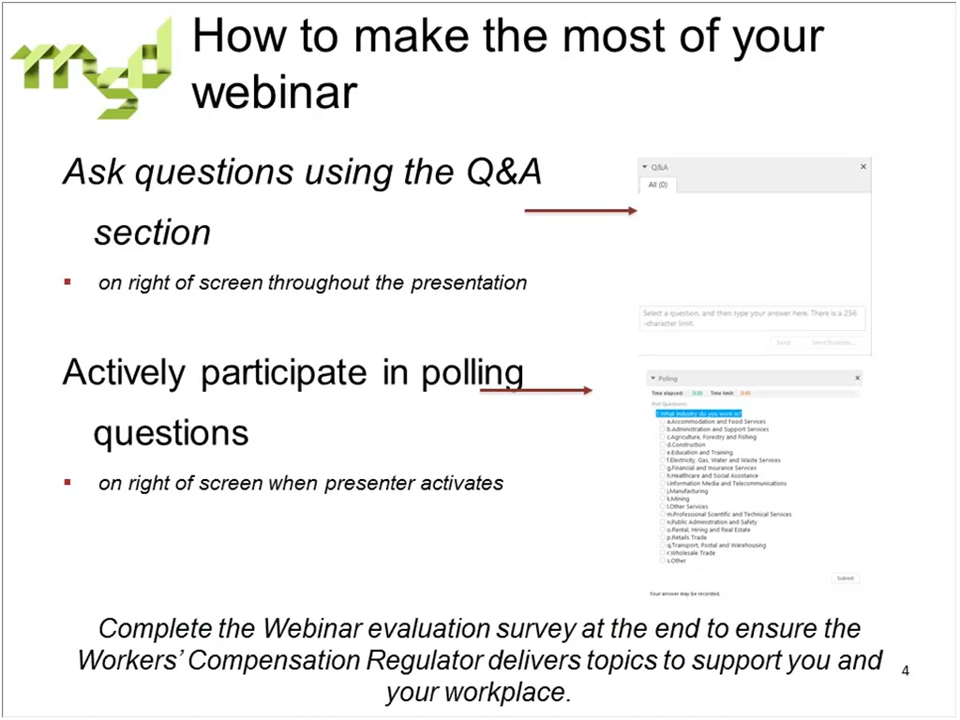 msd
How to make the most of your
webinar
Ask questions using the Q&A
section
▪ on right of screen throughout the presentation
Q&A
All (0)
Select a question, and then type your answer here. There is a 256
-character limit.
Send
Send Privately...
Actively participate in polling
questions
▪ on right of screen when presenter activates
Polling
Time elapsed: Time limit:
Poll Questions:
1.What industry do you work in?
a.Accommodation and Food Services
b.Administration and Support Services
c.Agriculture, Forestry and Fishing
d.Construction
e.Education and Training
f.Electricity, Gas, Water and Waste Services
g.Financial and Insurance Services
h.Healthcare and Social Assistance
i.Information Media and Telecommunications
j.Manufacturing
k.Mining
l.Other Services
m.Professional Scientific and Technical Services
n.Public Administration and Safety
o.Rental, Hiring and Real Estate
p.Retails Trade
q.Transport, Postal and Warehousing
r.Wholesale Trade
s.Other
Submit
Your answer may be recorded.
Complete the Webinar evaluation survey at the end to ensure the
Workers' Compensation Regulator delivers topics to support you and
your workplace.
4